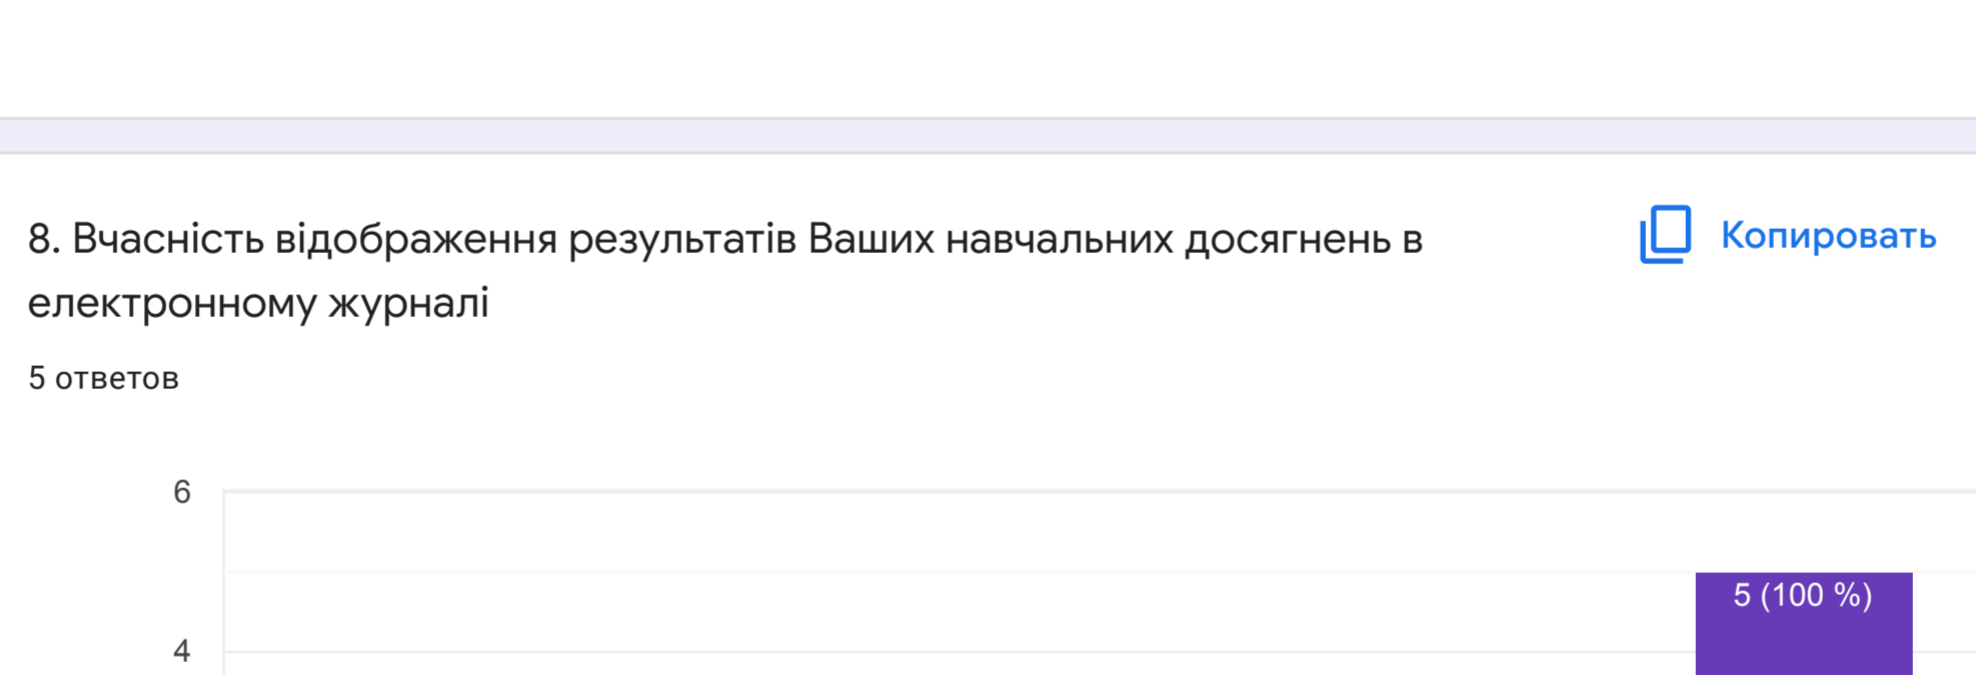 8. Вчасність відображення результатів Ваших навчальних досягнень в
електронному журналі
Копировать
5 ответов
6
5 (100 %)
4